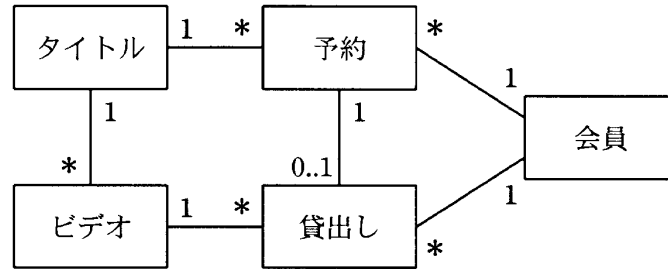 タイトル 1 * 予約 *
1 1 1
会員
* 0..1 1
ビデオ 1 * 貸出し *